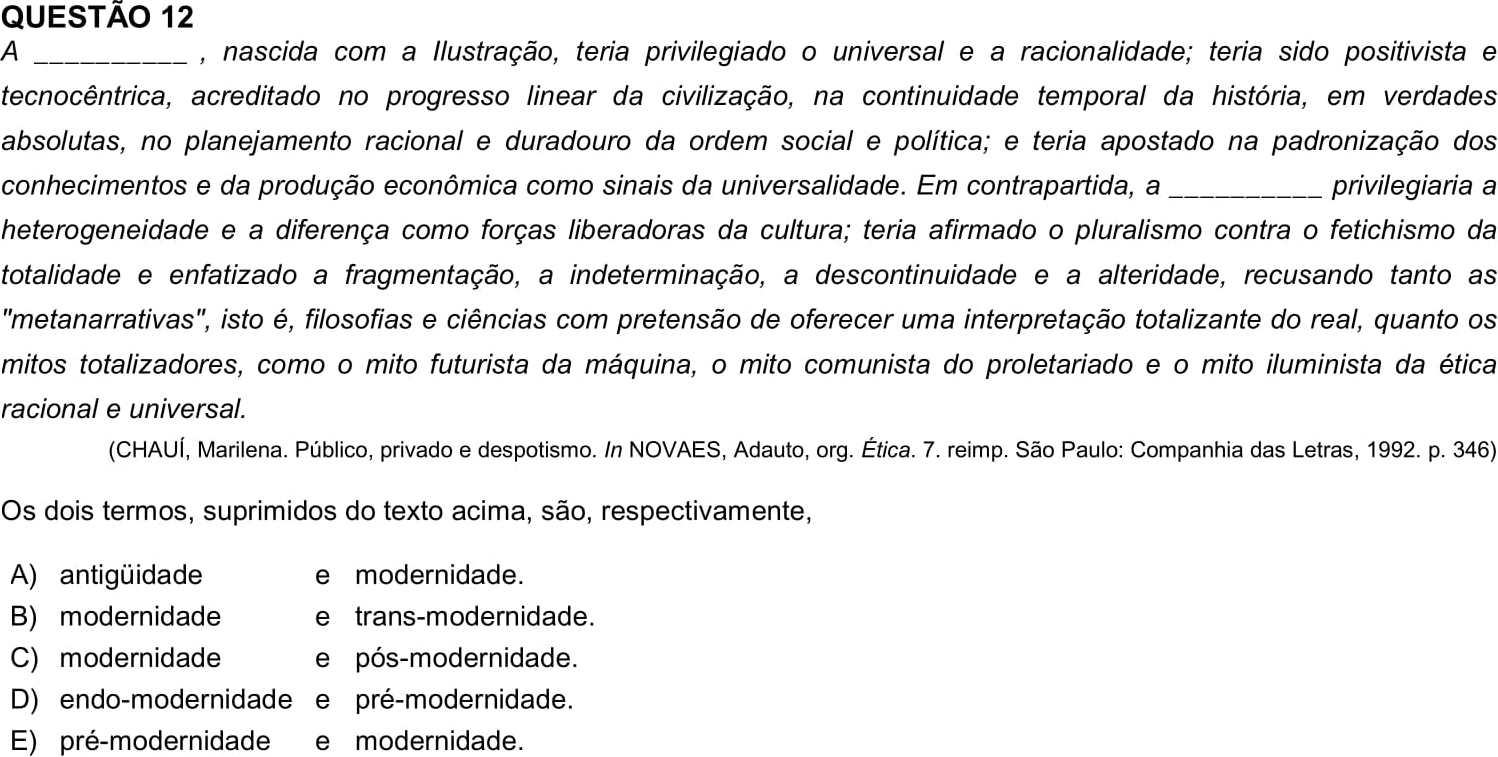 QUESTÃO 12
A __________ , nascida com a Ilustração, teria privilegiado o universal e a racionalidade; teria sido positivista e
tecnocêntrica, acreditado no progresso linear da civilização, na continuidade temporal da história, em verdades
absolutas, no planejamento racional e duradouro da ordem social e política; e teria apostado na padronização dos
conhecimentos e da produção econômica como sinais da universalidade. Em contrapartida, a __________ privilegiaria a
heterogeneidade e a diferença como forças liberadoras da cultura; teria afirmado o pluralismo contra o fetichismo da
totalidade e enfatizado a fragmentação, a indeterminação, a descontinuidade e a alteridade, recusando tanto as
"metanarrativas", isto é, filosofias e ciências com pretensão de oferecer uma interpretação totalizante do real, quanto os
mitos totalizadores, como o mito futurista da máquina, o mito comunista do proletariado e o mito iluminista da ética
racional e universal.
(CHAUÍ, Marilena. Público, privado e despotismo. In NOVAES, Adauto, org. Ética. 7. reimp. São Paulo: Companhia das Letras, 1992. p. 346)
Os dois termos, suprimidos do texto acima, são, respectivamente,
A) antigüidade e modernidade.
B) modernidade e trans-modernidade.
C) modernidade e pós-modernidade.
D) endo-modernidade e pré-modernidade.
E) pré-modernidade e modernidade.